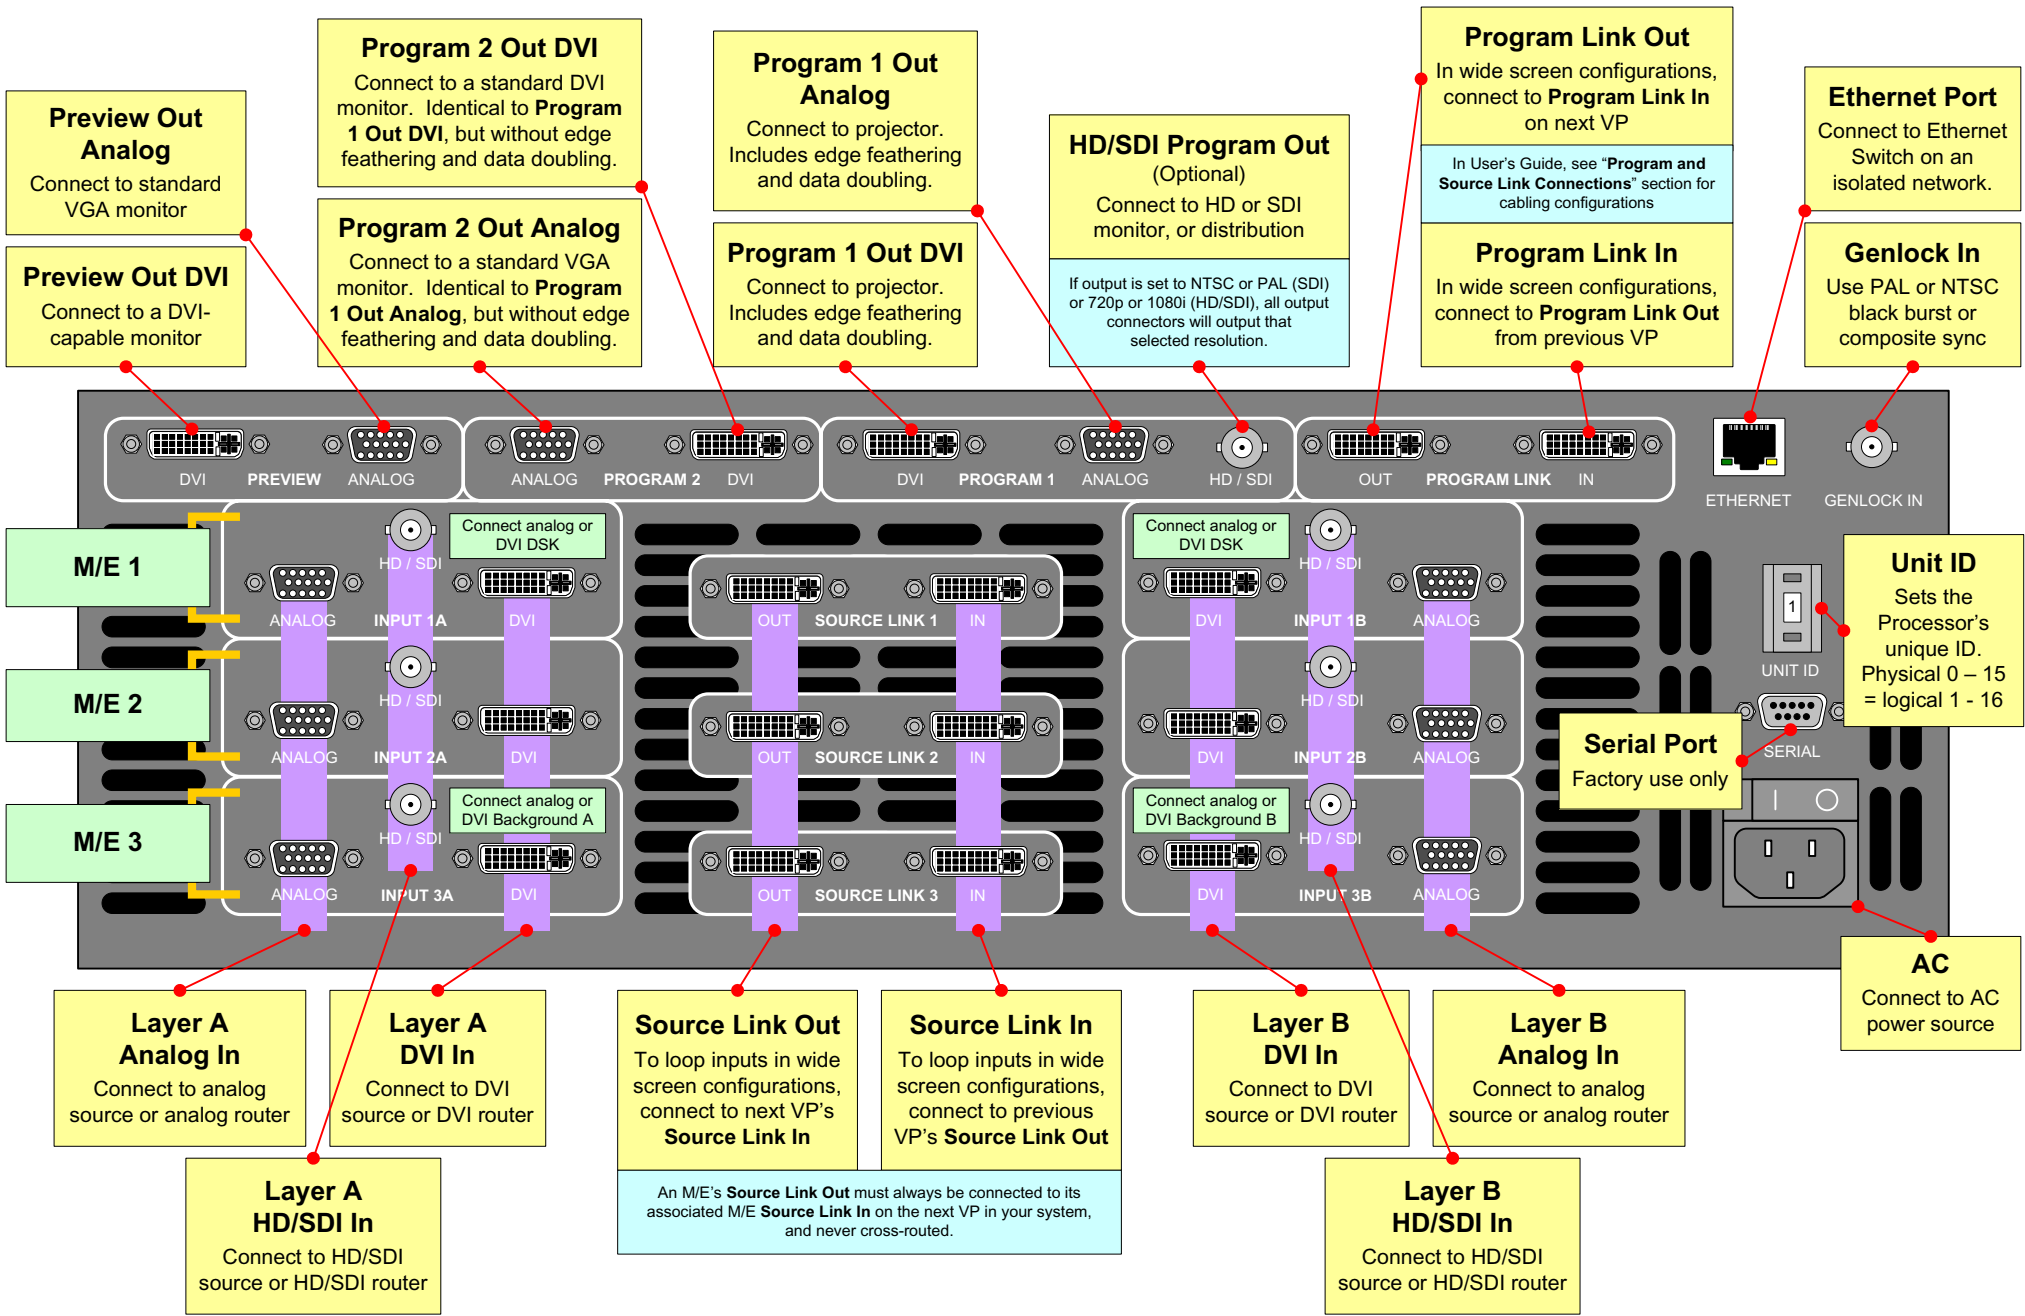 Preview Out
Analog
Connect to standard
VGA monitor
Preview Out DVI
Connect to a DVI-
capable monitor
Program 2 Out DVI
Connect to a standard DVI
monitor.  Identical to Program
1 Out DVI, but without edge
feathering and data doubling.
Program 2 Out Analog
Connect to a standard VGA
monitor.  Identical to Program
1 Out Analog, but without edge
feathering and data doubling.
Program 1 Out
Analog
Connect to projector.
Includes edge feathering
and data doubling.
Program 1 Out DVI
Connect to projector.
Includes edge feathering
and data doubling.
HD/SDI Program Out
(Optional)
Connect to HD or SDI
monitor, or distribution
If output is set to NTSC or PAL (SDI)
or 720p or 1080i (HD/SDI), all output
connectors will output that
selected resolution.
Program Link Out
In wide screen configurations,
connect to Program Link In
on next VP
In User's Guide, see “Program and
Source Link Connections” section for
cabling configurations
Program Link In
In wide screen configurations,
connect to Program Link Out
from previous VP
Ethernet Port
Connect to Ethernet
Switch on an
isolated network.
Genlock In
Use PAL or NTSC
black burst or
composite sync
DVI PREVIEW ANALOG
ANALOG PROGRAM 2 DVI
DVI PROGRAM 1 ANALOG HD / SDI
OUT PROGRAM LINK IN
ETHERNET
GENLOCK IN
M/E 1
HD / SDI
Connect analog or
DVI DSK
ANALOG INPUT 1A DVI
OUT SOURCE LINK 1 IN
Connect analog or
DVI DSK
HD / SDI
DVI INPUT 1B ANALOG
1
UNIT ID
Unit ID
Sets the
Processor's
unique ID.
Physical 0 – 15
= logical 1 - 16
M/E 2
HD / SDI
ANALOG INPUT 2A DVI
OUT SOURCE LINK 2 IN
HD / SDI
DVI INPUT 2B ANALOG
Serial Port
Factory use only
SERIAL
M/E 3
HD / SDI
Connect analog or
DVI Background A
ANALOG INPUT 3A DVI
OUT SOURCE LINK 3 IN
Connect analog or
DVI Background B
HD / SDI
DVI INPUT 3B ANALOG
AC
Connect to AC
power source
Layer A
Analog In
Connect to analog
source or analog router
Layer A
DVI In
Connect to DVI
source or DVI router
Layer A
HD/SDI In
Connect to HD/SDI
source or HD/SDI router
Source Link Out
To loop inputs in wide
screen configurations,
connect to next VP's
Source Link In
Source Link In
To loop inputs in wide
screen configurations,
connect to previous
VP's Source Link Out
An M/E's Source Link Out must always be connected to its
associated M/E Source Link In on the next VP in your system,
and never cross-routed.
Layer B
DVI In
Connect to DVI
source or DVI router
Layer B
Analog In
Connect to analog
source or analog router
Layer B
HD/SDI In
Connect to HD/SDI
source or HD/SDI router